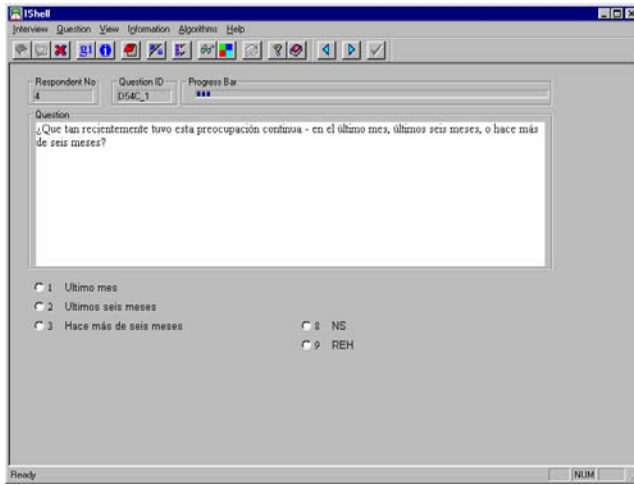 IShell
Interview Question View Information Algorithms Help
gi
Respondent No Question ID Progress Bar
4 D54C_1
Question
¿Que tan recientemente tuvo esta preocupación continua - en el último mes, últimos seis meses, o hace más
de seis meses?
1 Ultimo mes
2 Ultimos seis meses
3 Hace más de seis meses 8 NS
9 REH
Ready NUM